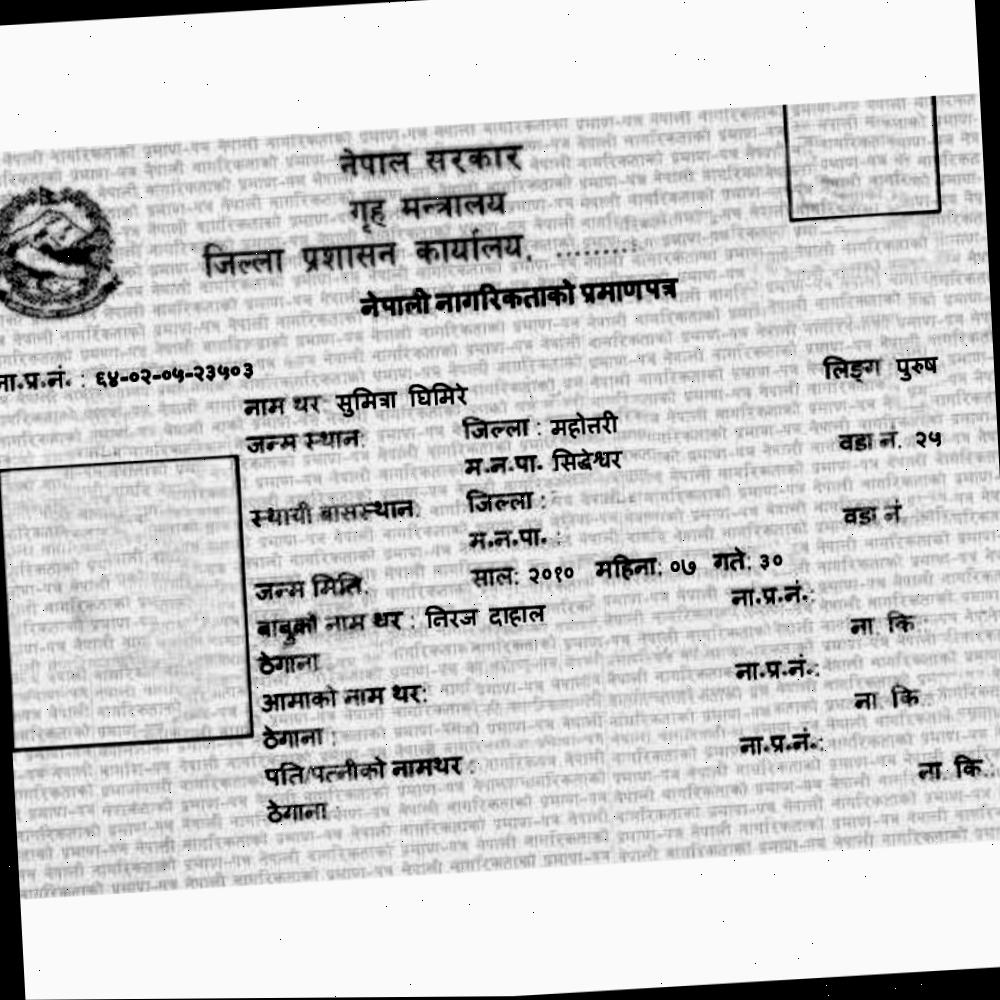 नेपाल सरकार
गृह मन्त्रालय
जिल्ला प्रशासन कार्यालय, ........
नेपाली नागरिकताको प्रमाणपत्र
ना.प्र.नं. : ६४-०२-०५-२३५०३ लिङ्ग पुरुष
नाम थर सुमित्रा घिमिरे
जन्म स्थान: जिल्ला : महोत्तरी वडा नं. २५
म.न.पा. सिद्धेश्वर
स्थायी बासस्थान: जिल्ला : वडा नं
म.न.पा. :
जन्म मिति: साल: २०१० महिना: ०७ गते: ३०
बाबुको नाम थर : निरज दाहाल ना.प्र.नं.:
ठेगाना ना. कि.:
आमाको नाम थर: ना.प्र.नं.:
ठेगाना : ना. कि.:
पति/पत्नीको नामथर : ना.प्र.नं.:
ठेगाना : ना. कि.: